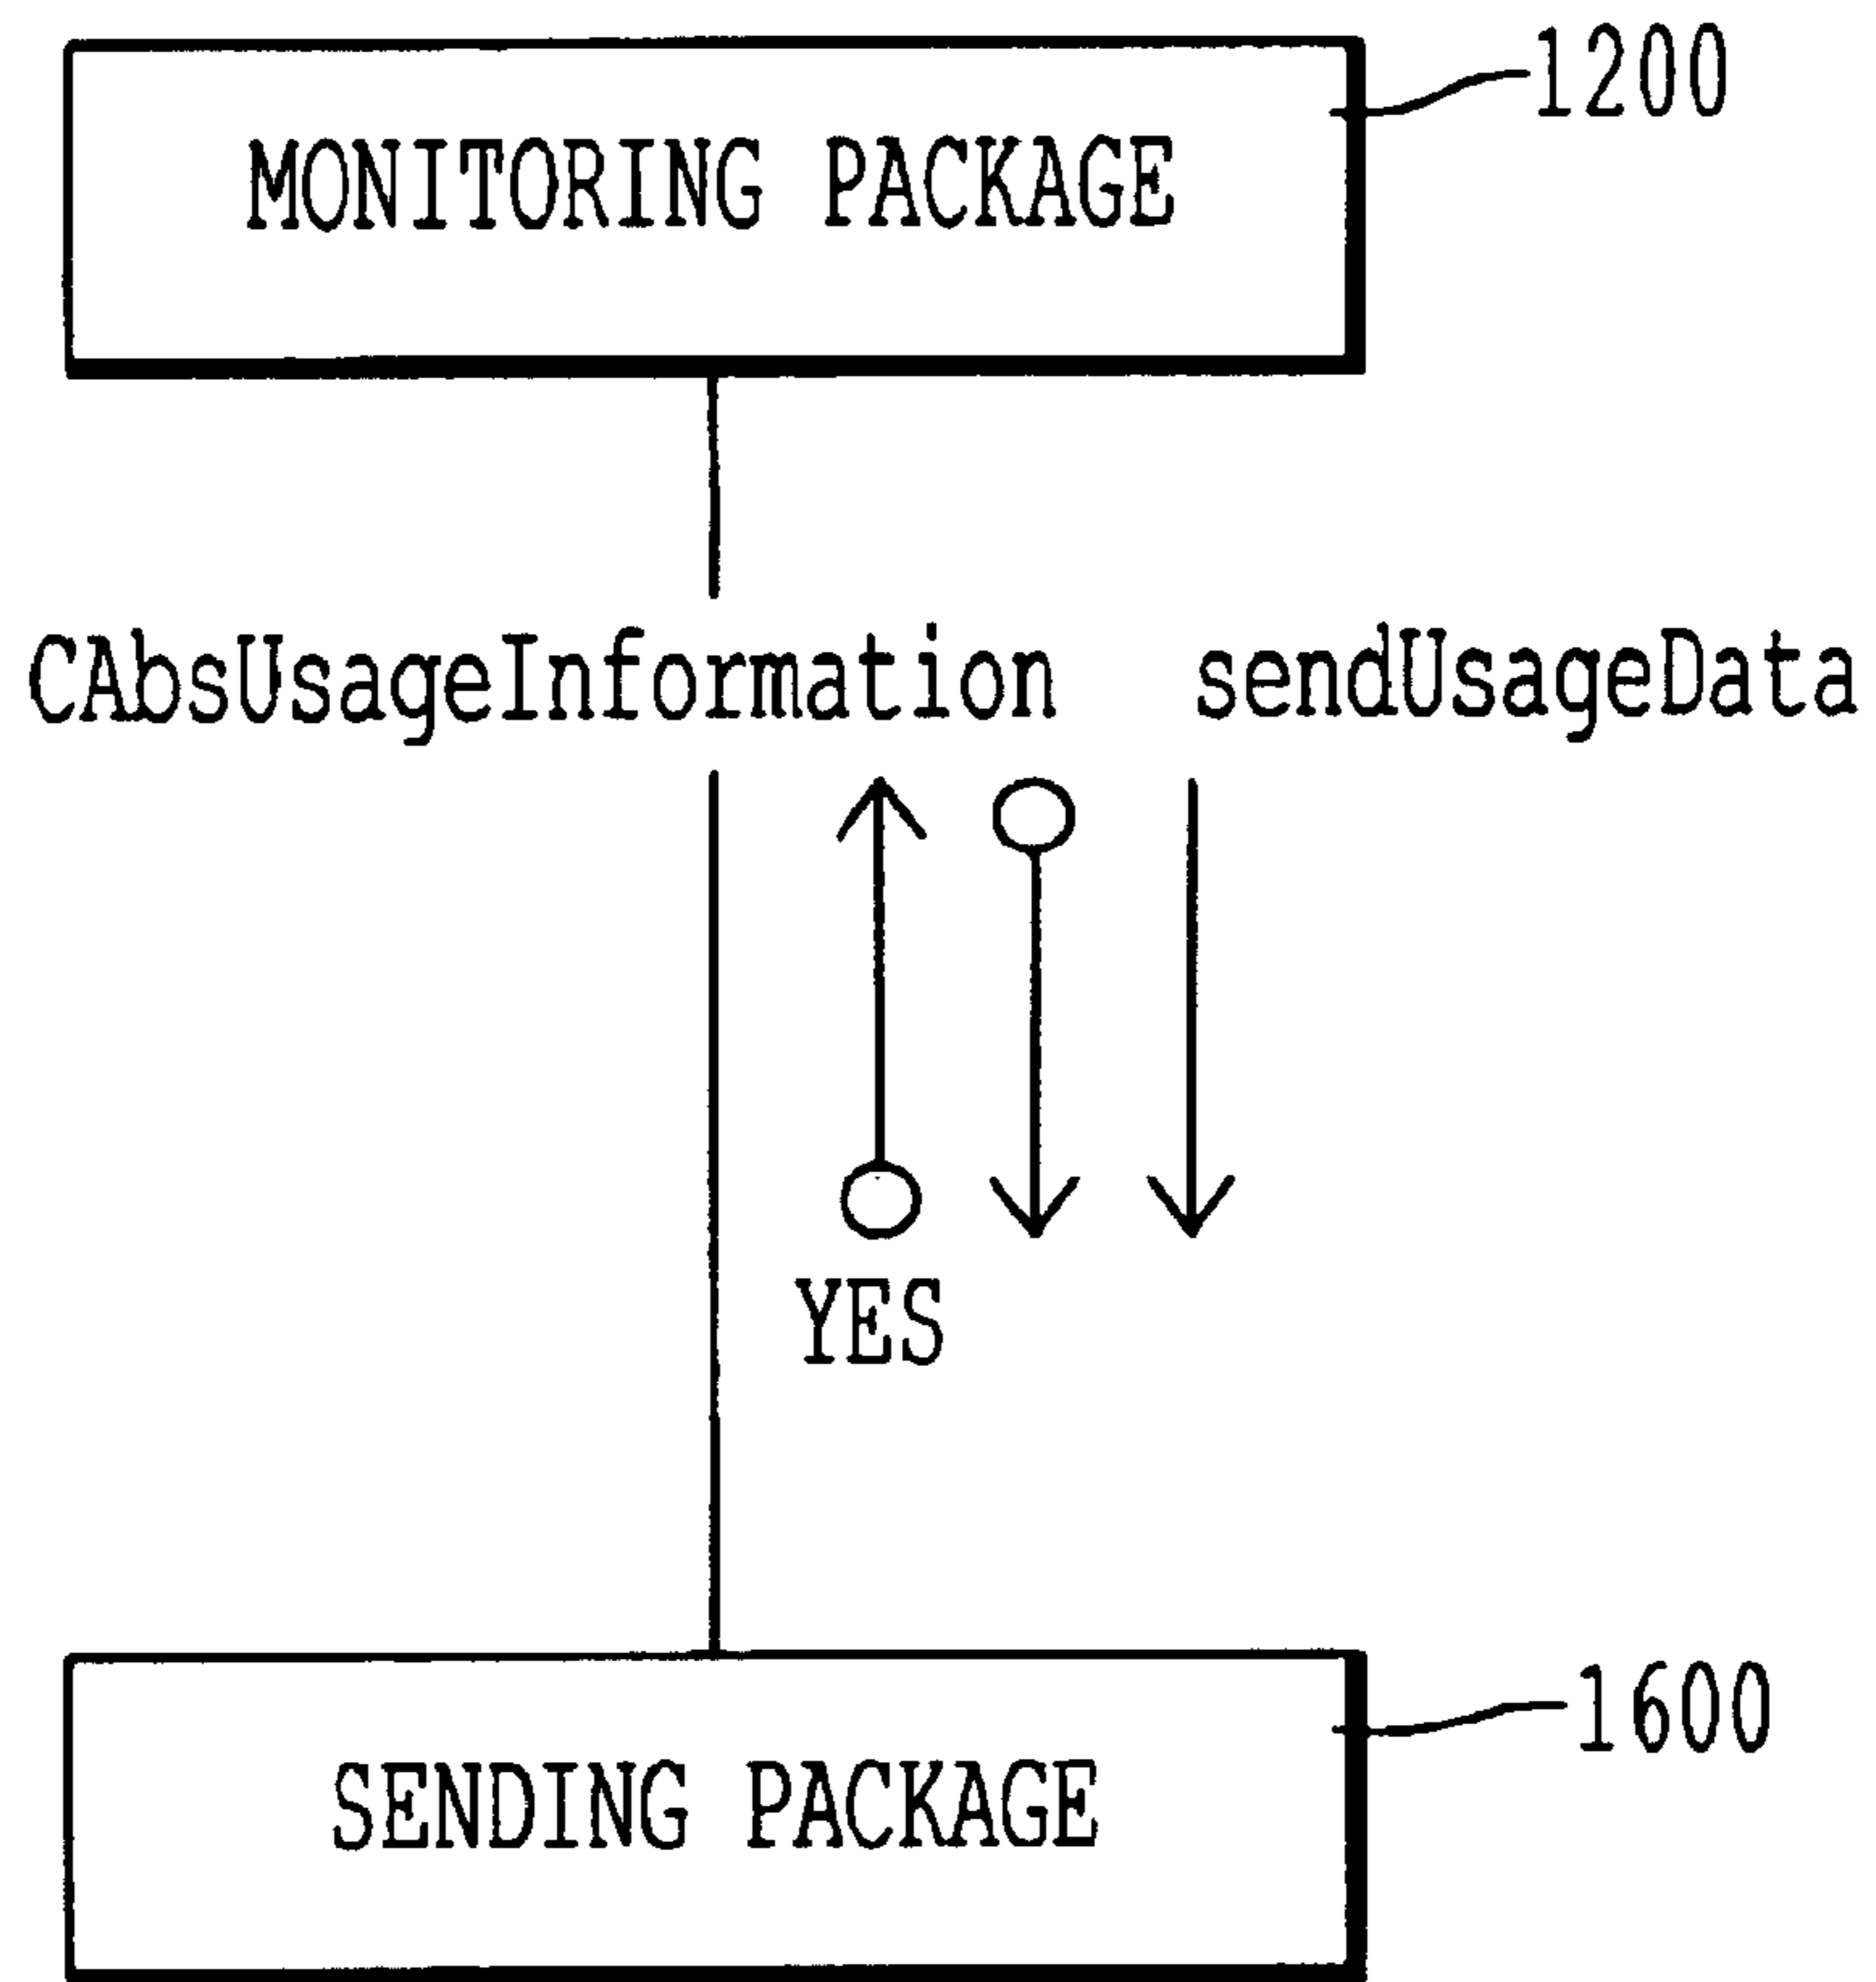 1200
MONITORING PACKAGE
CAbsUsageInformation sendUsageData
YES
1600
SENDING PACKAGE